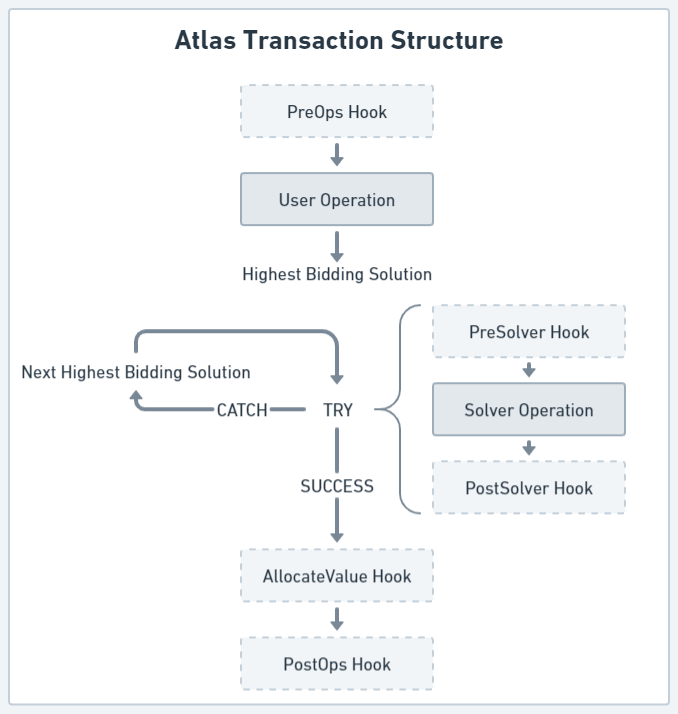 Atlas Transaction Structure
PreOps Hook
User Operation
Highest Bidding Solution
PreSolver Hook
Next Highest Bidding Solution
CATCH
TRY
Solver Operation
SUCCESS
PostSolver Hook
AllocateValue Hook
PostOps Hook